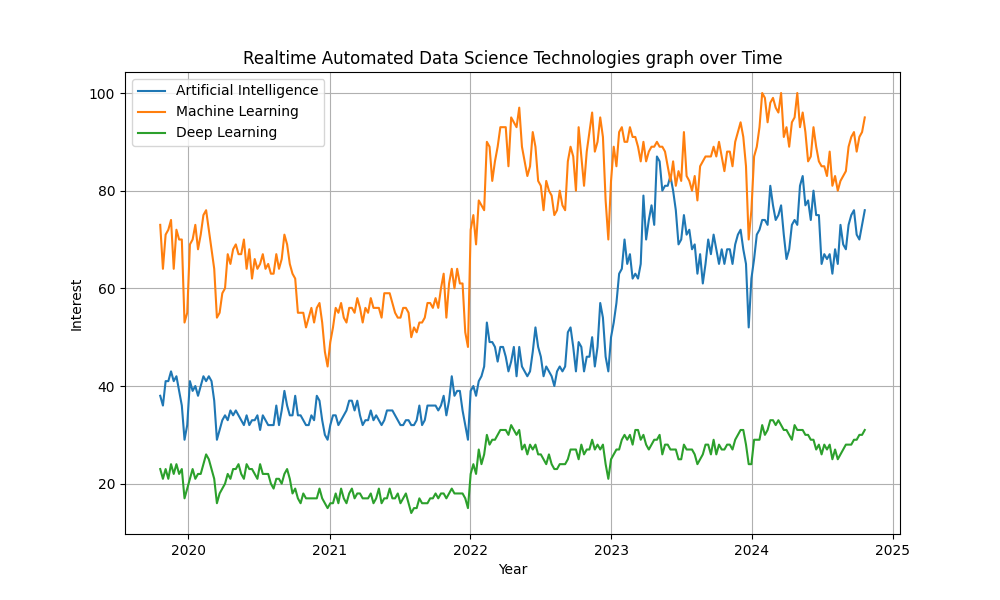 Realtime Automated Data Science Technologies graph over Time
Artificial Intelligence
Machine Learning
Deep Learning
100
80
60
40
20
Interest
2020
2021
2022
2023
2024
2025
Year